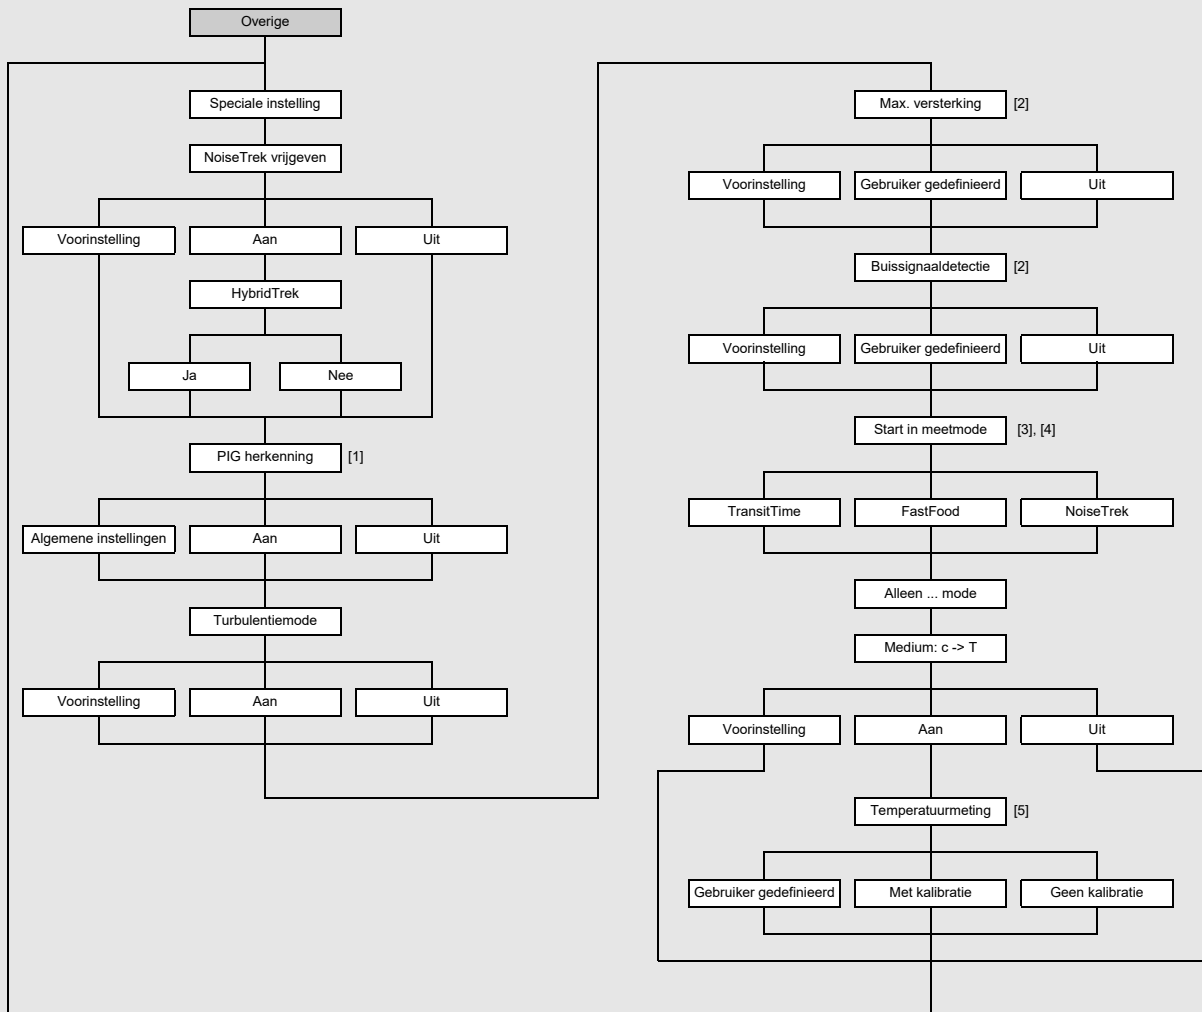 Overige
Speciale instelling
NoiseTrek vrijgeven
Voorinstelling
Aan
Uit
HybridTrek
Ja
Nee
PIG herkenning [1]
Algemene instellingen
Aan
Uit
Turbulentiemode
Voorinstelling
Aan
Uit
Max. versterking [2]
Voorinstelling
Gebruiker gedefinieerd
Uit
Buissignaaldetectie [2]
Voorinstelling
Gebruiker gedefinieerd
Uit
Start in meetmode [3], [4]
TransitTime
FastFood
NoiseTrek
Alleen ... mode
Medium: c -> T
Voorinstelling
Aan
Uit
Temperatuurmeting [5]
Gebruiker gedefinieerd
Met kalibratie
Geen kalibratie